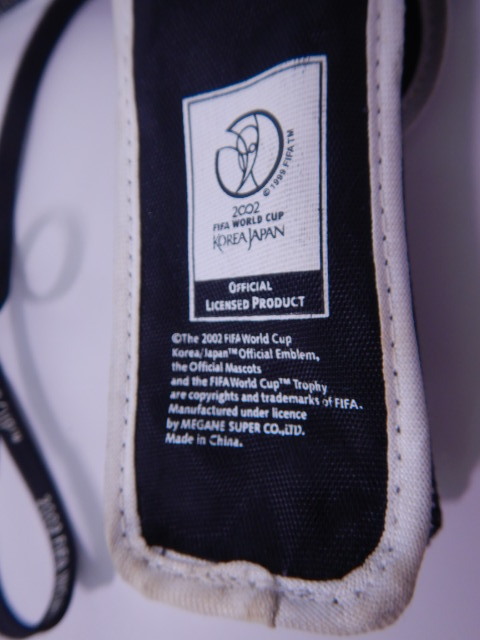 © 1999 FIFA TM
2002
FIFA WORLD CUP
KOREA JAPAN
OFFICIAL
LICENSED PRODUCT
©The 2002 FIFA World Cup
Korea/Japan™ Official Emblem,
the Official Mascots
and the FIFA World Cup™ Trophy
are copyrights and trademarks of FIFA.
Manufactured under licence
by MEGANE SUPER CO.,LTD.
Made in China.
2002 FIFA